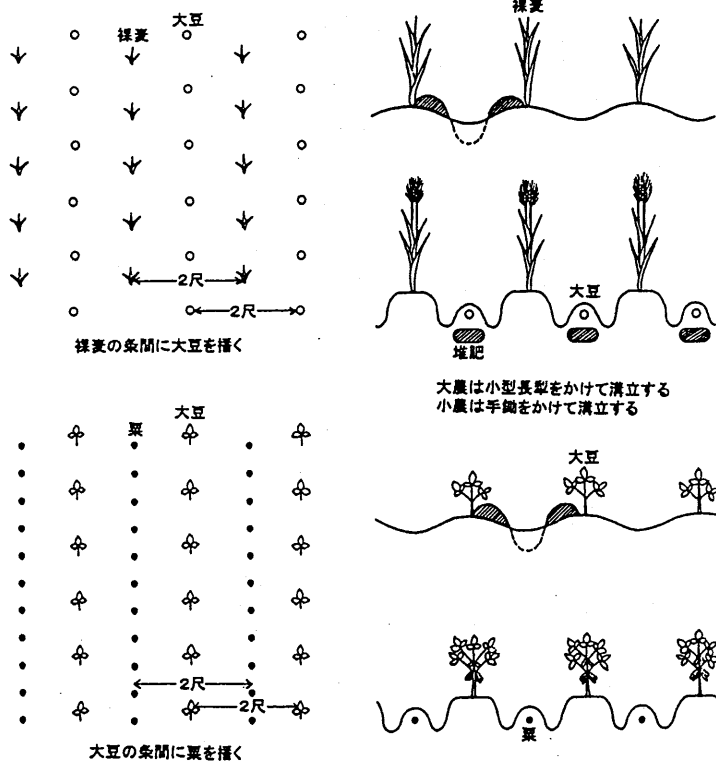 大豆
裸麦
2尺
2尺
裸麦の条間に大豆を播く
裸麦
大豆
堆肥
大農は小型長犁をかけて溝立する
小農は手鋤をかけて溝立する
大豆
粟
2尺
2尺
大豆の条間に粟を播く
大豆
粟